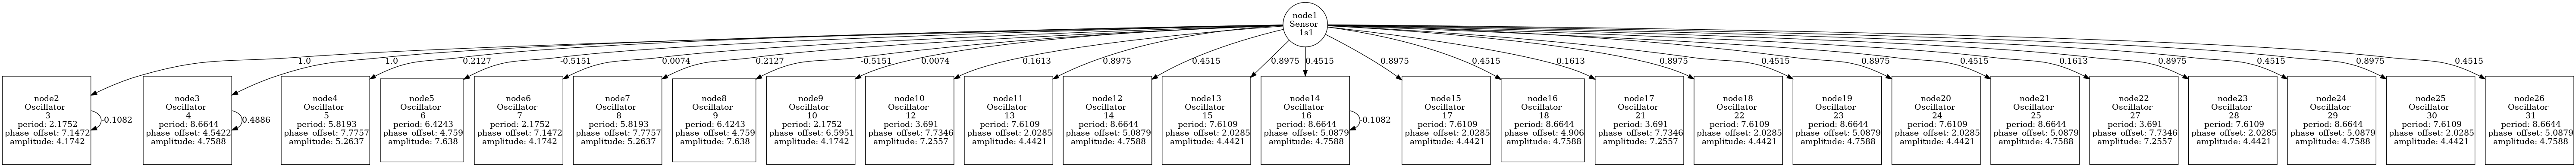 node1
Sensor
1s1
1.0
1.0
0.2127
-0.5151
0.0074
0.2127
-0.5151
0.0074
0.1613
0.8975
0.4515
0.8975
0.4515
0.8975
0.4515
0.1613
0.8975
0.4515
0.8975
0.4515
0.1613
0.8975
0.4515
0.8975
0.4515
node2
Oscillator
3
period: 2.1752
phase_offset: 7.1472
amplitude: 4.1742
-0.1082
node3
Oscillator
4
period: 8.6644
phase_offset: 4.5422
amplitude: 4.7588
0.4886
node4
Oscillator
5
period: 5.8193
phase_offset: 7.7757
amplitude: 5.2637
node5
Oscillator
6
period: 6.4243
phase_offset: 4.759
amplitude: 7.638
node6
Oscillator
7
period: 2.1752
phase_offset: 7.1472
amplitude: 4.1742
node7
Oscillator
8
period: 5.8193
phase_offset: 7.7757
amplitude: 5.2637
node8
Oscillator
9
period: 6.4243
phase_offset: 4.759
amplitude: 7.638
node9
Oscillator
10
period: 2.1752
phase_offset: 6.5951
amplitude: 4.1742
node10
Oscillator
12
period: 3.691
phase_offset: 7.7346
amplitude: 7.2557
node11
Oscillator
13
period: 7.6109
phase_offset: 2.0285
amplitude: 4.4421
node12
Oscillator
14
period: 8.6644
phase_offset: 5.0879
amplitude: 4.7588
node13
Oscillator
15
period: 7.6109
phase_offset: 2.0285
amplitude: 4.4421
node14
Oscillator
16
period: 8.6644
phase_offset: 5.0879
amplitude: 4.7588
-0.1082
node15
Oscillator
17
period: 7.6109
phase_offset: 2.0285
amplitude: 4.4421
node16
Oscillator
18
period: 8.6644
phase_offset: 4.906
amplitude: 4.7588
node17
Oscillator
21
period: 3.691
phase_offset: 7.7346
amplitude: 7.2557
node18
Oscillator
22
period: 7.6109
phase_offset: 2.0285
amplitude: 4.4421
node19
Oscillator
23
period: 8.6644
phase_offset: 5.0879
amplitude: 4.7588
node20
Oscillator
24
period: 7.6109
phase_offset: 2.0285
amplitude: 4.4421
node21
Oscillator
25
period: 8.6644
phase_offset: 5.0879
amplitude: 4.7588
node22
Oscillator
27
period: 3.691
phase_offset: 7.7346
amplitude: 7.2557
node23
Oscillator
28
period: 7.6109
phase_offset: 2.0285
amplitude: 4.4421
node24
Oscillator
29
period: 8.6644
phase_offset: 5.0879
amplitude: 4.7588
node25
Oscillator
30
period: 7.6109
phase_offset: 2.0285
amplitude: 4.4421
node26
Oscillator
31
period: 8.6644
phase_offset: 5.0879
amplitude: 4.7588